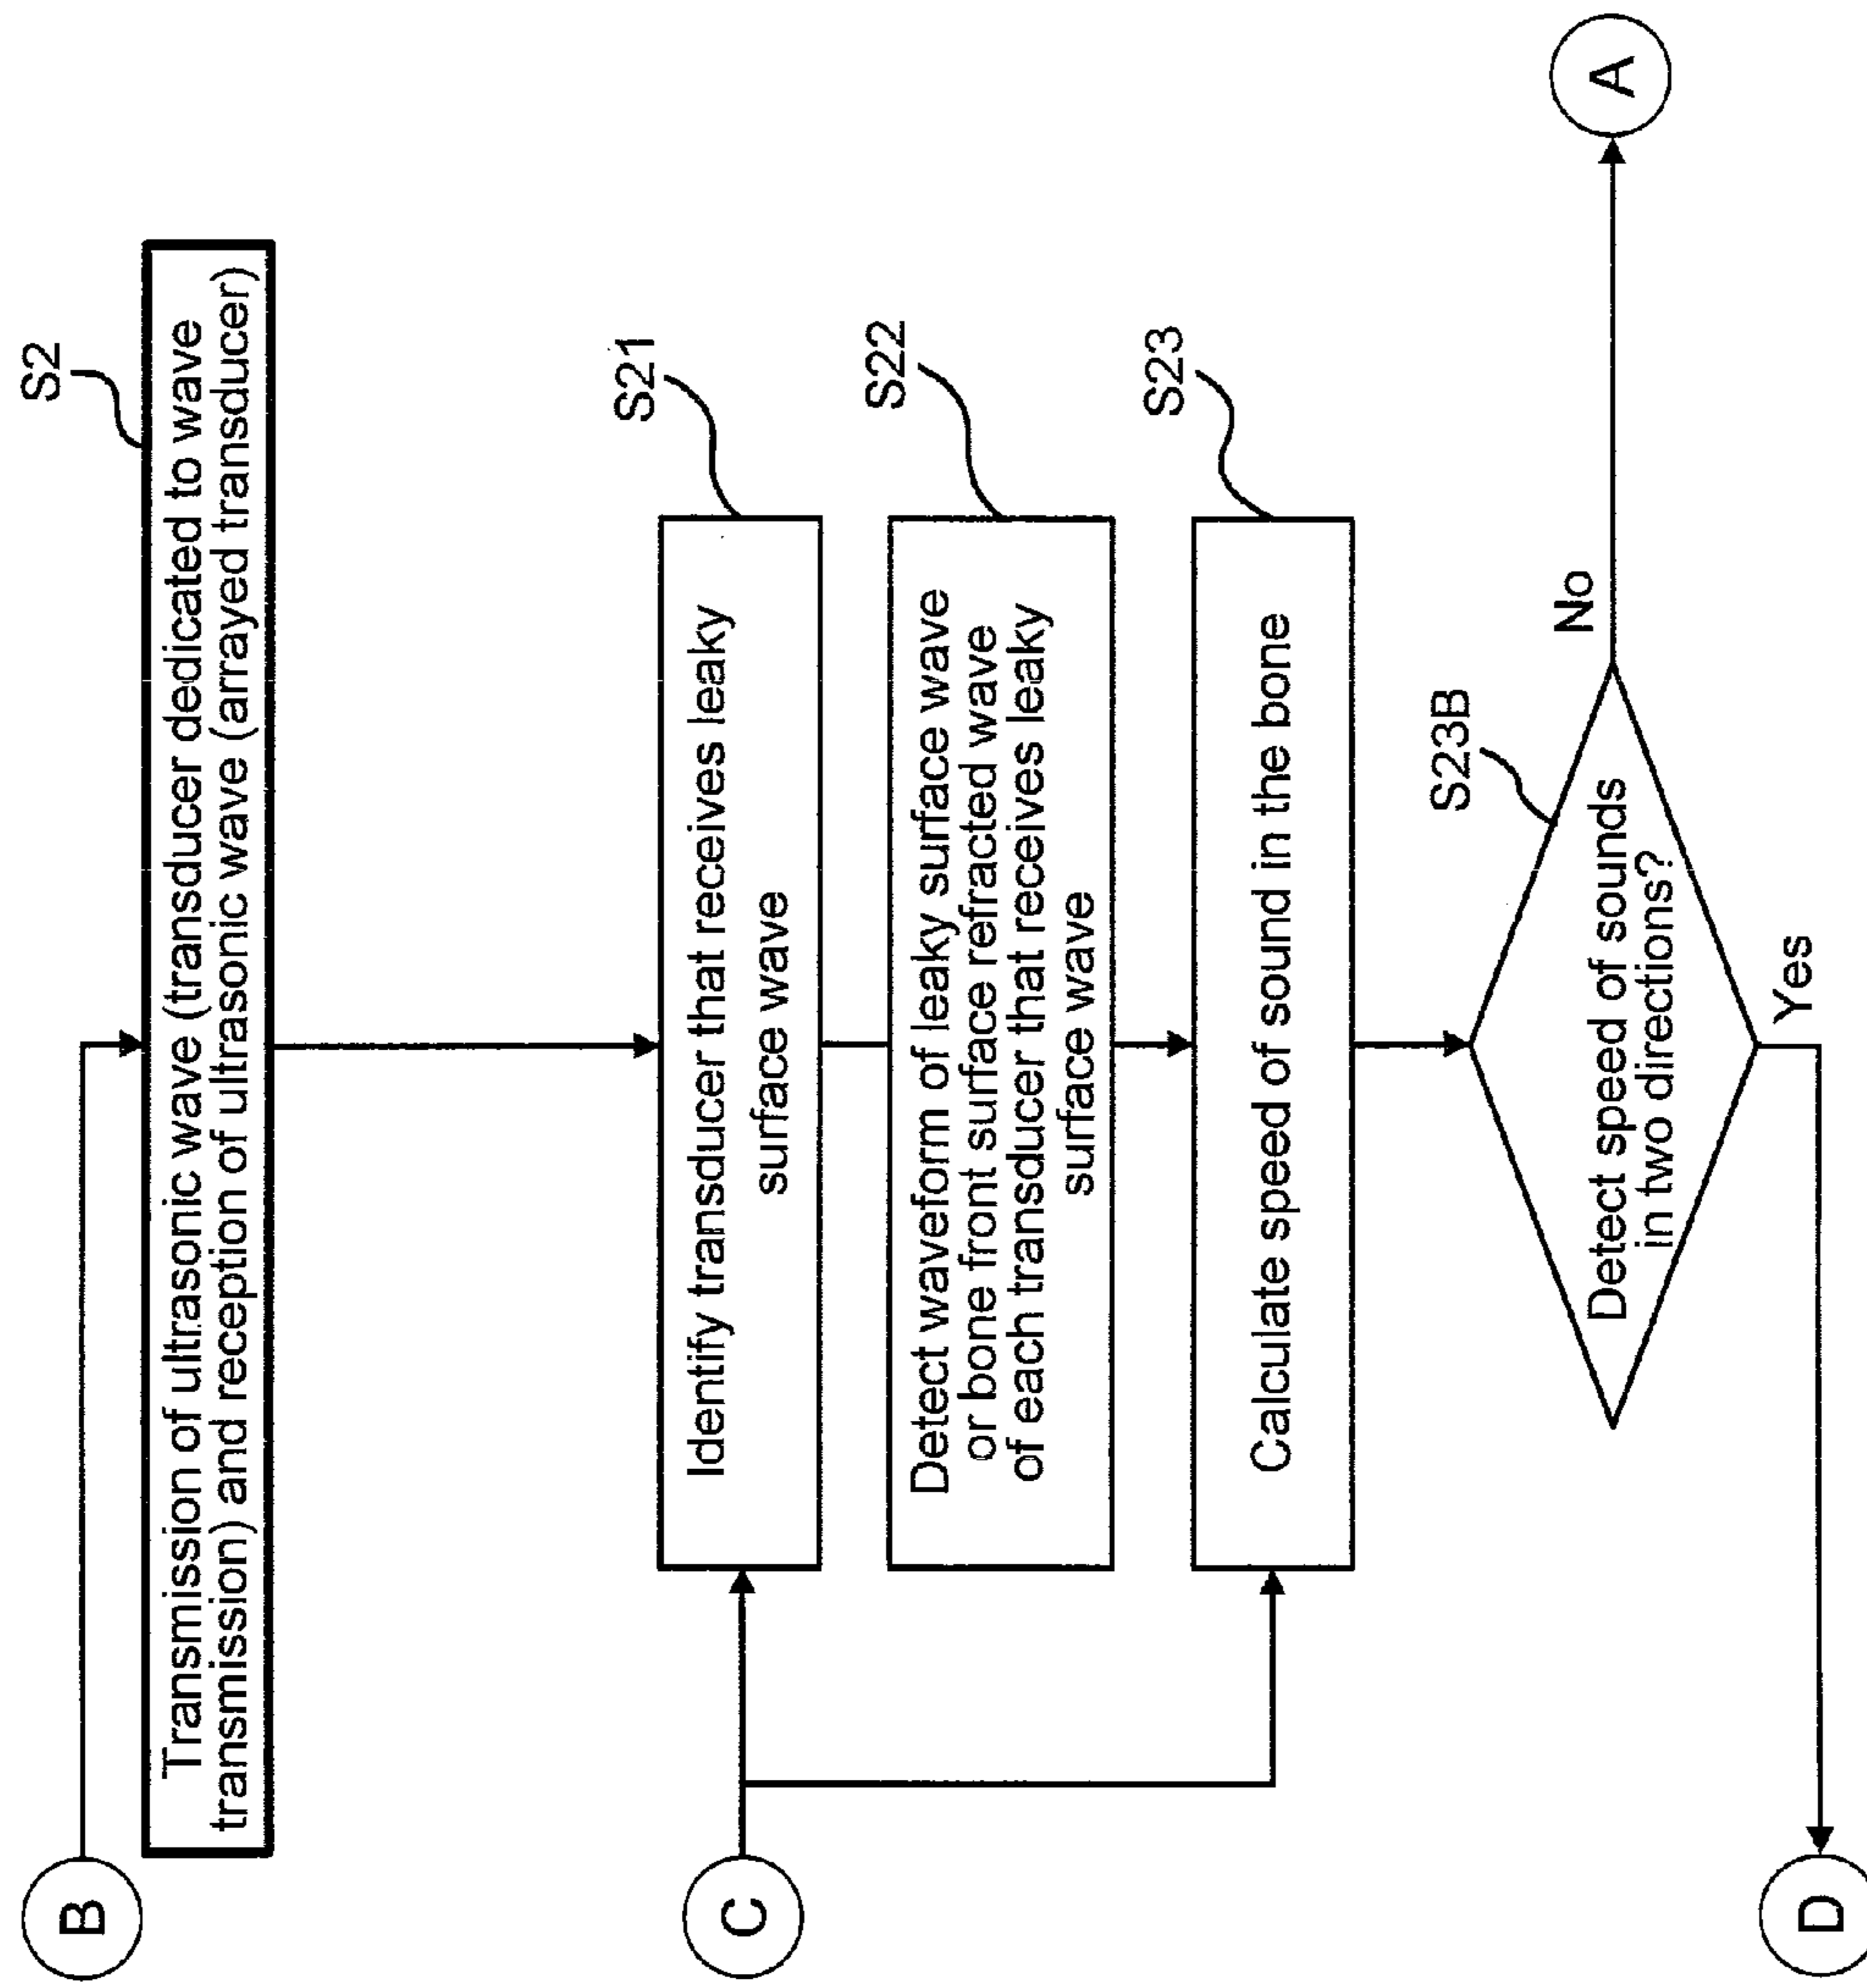 B
S2
Transmission of ultrasonic wave (transducer dedicated to wave
transmission) and reception of ultrasonic wave (arrayed transducer)
C
S21
Identify transducer that receives leaky
surface wave
S22
Detect waveform of leaky surface wave
or bone front surface refracted wave
of each transducer that receives leaky
surface wave
S23
Calculate speed of sound in the bone
S23B
Detect speed of sounds
in two directions?
No
A
Yes
D